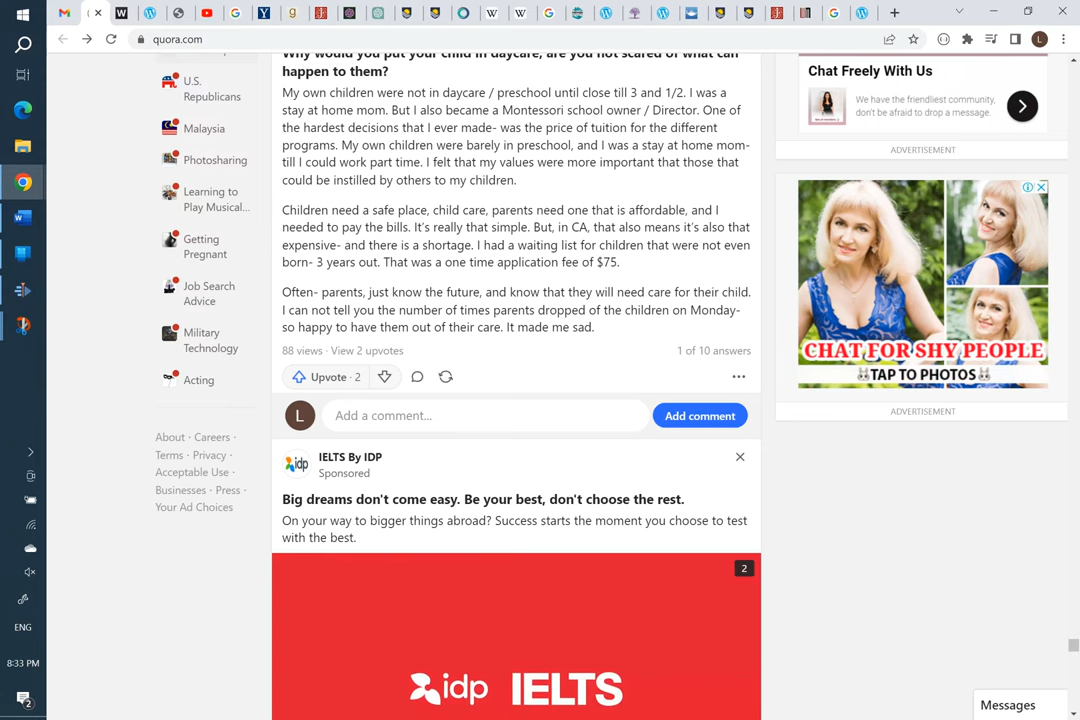 quora.com
L
Why would you put your child in daycare, are you not scared of what can
happen to them?
My own children were not in daycare / preschool until close till 3 and 1/2. I was a
stay at home mom. But I also became a Montessori school owner / Director. One of
the hardest decisions that I ever made- was the price of tuition for the different
programs. My own children were barely in preschool, and I was a stay at home mom-
till I could work part time. I felt that my values were more important that those that
could be instilled by others to my children.
Children need a safe place, child care, parents need one that is affordable, and I
needed to pay the bills. It's really that simple. But, in CA, that also means it's also that
expensive- and there is a shortage. I had a waiting list for children that were not even
born- 3 years out. That was a one time application fee of $75.
Often- parents, just know the future, and know that they will need care for their child.
I can not tell you the number of times parents dropped of the children on Monday-
so happy to have them out of their care. It made me sad.
88 views · View 2 upvotes
1 of 10 answers
Upvote · 2
L
Add a comment...
Add comment
idp
IELTS By IDP
Sponsored
Big dreams don't come easy. Be your best, don't choose the rest.
On your way to bigger things abroad? Success starts the moment you choose to test
with the best.
2
idp IELTS
U.S.
Republicans
Malaysia
Photosharing
Learning to
Play Musical...
Getting
Pregnant
Job Search
Advice
Military
Technology
Acting
About · Careers ·
Terms · Privacy ·
Acceptable Use ·
Businesses · Press ·
Your Ad Choices
Chat Freely With Us
We have the friendliest community,
don't be afraid to drop a message.
ADVERTISEMENT
CHAT FOR SHY PEOPLE
TAP TO PHOTOS
ADVERTISEMENT
Messages
ENG
8:33 PM
2